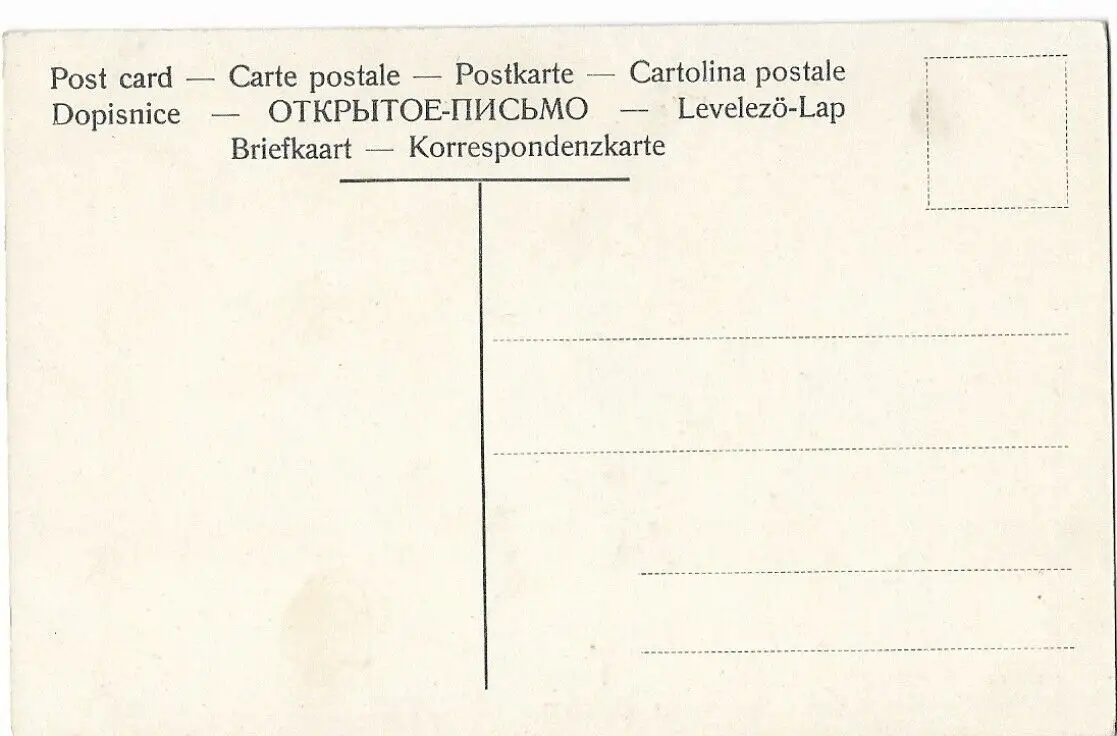 Post card — Carte postale — Postkarte — Cartolina postale
Dopisnice — ОТКРЫТОЕ-ПИСЬМО — Levelezö-Lap
Briefkaart — Korrespondenzkarte